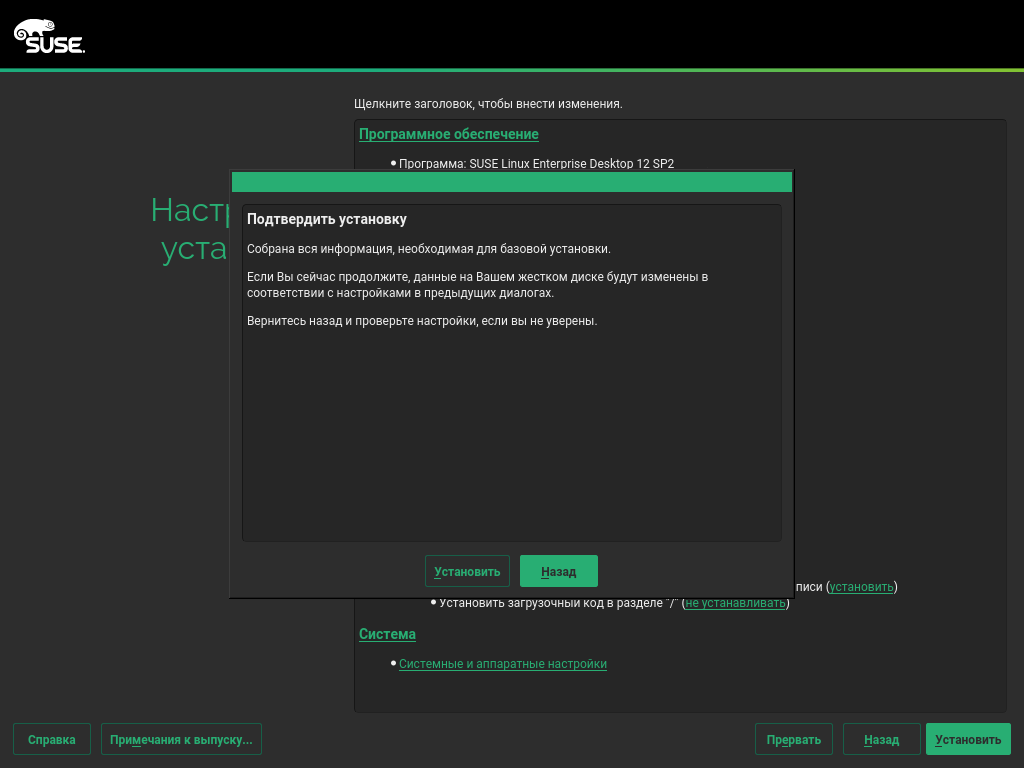 SUSE.
Щелкните заголовок, чтобы внести изменения.
Программное обеспечение
Программа: SUSE Linux Enterprise Desktop 12 SP2
Подтвердить установку
Собрана вся информация, необходимая для базовой установки.
Если Вы сейчас продолжите, данные на Вашем жестком диске будут изменены в
соответствии с настройками в предыдущих диалогах.
Вернитесь назад и проверьте настройки, если вы не уверены.
Установить Назад
(установить)
Установить загрузочный код в разделе "/" (не устанавливать)
Система
Системные и аппаратные настройки
Справка Примечания к выпуску... Прервать Назад Установить